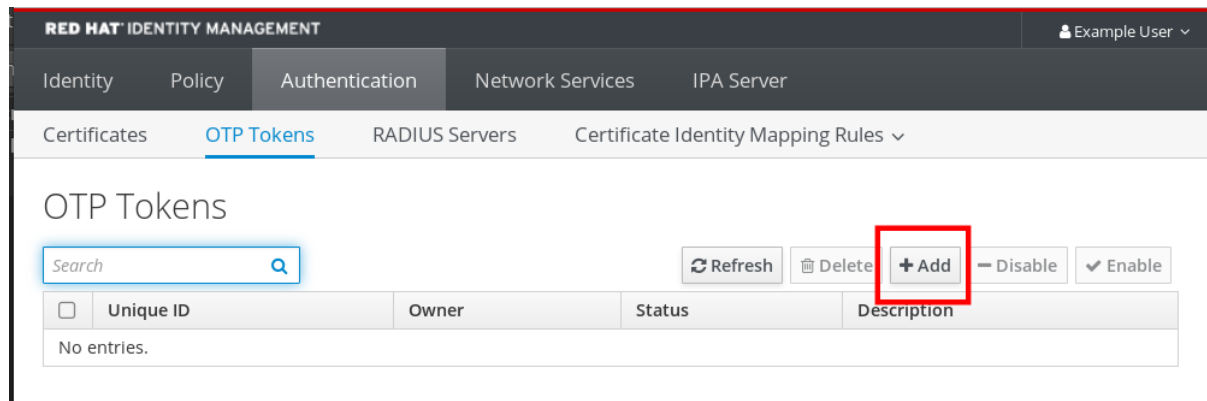 RED HAT® IDENTITY MANAGEMENT Example User
Identity Policy Authentication Network Services IPA Server
Certificates OTP Tokens RADIUS Servers Certificate Identity Mapping Rules
OTP Tokens
Search Refresh Delete + Add − Disable Enable
Unique ID Owner Status Description
No entries.